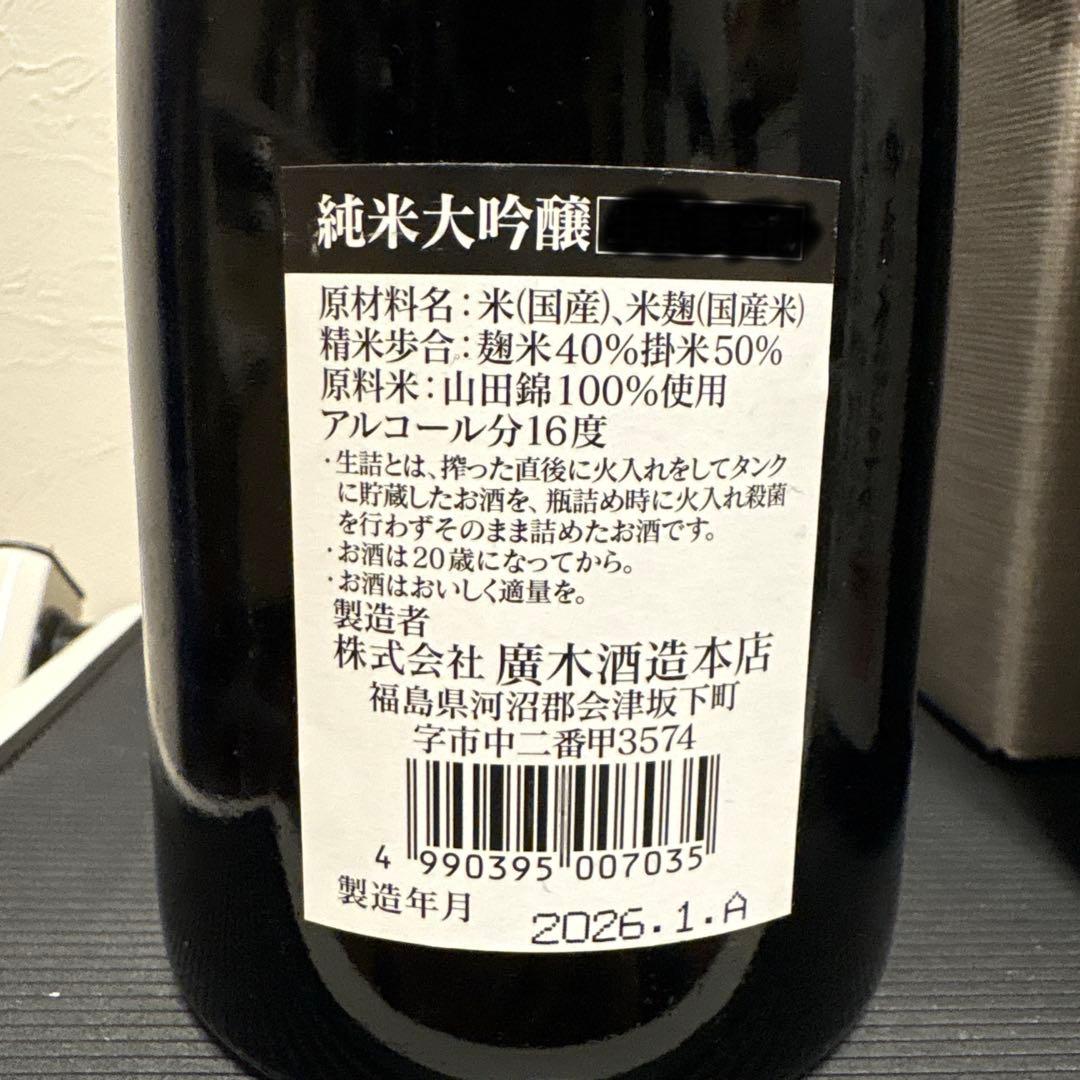 純米大吟醸
原材料名：米(国産)、米麹(国産米)
精米歩合：麹米40%掛米50%
原料米：山田錦100%使用
アルコール分16度
・生詰とは、搾った直後に火入れをしてタンク
に貯蔵したお酒を、瓶詰め時に火入れ殺菌
を行わずそのまま詰めたお酒です。
・お酒は20歳になってから。
・お酒はおいしく適量を。
製造者
株式会社 廣木酒造本店
福島県河沼郡会津坂下町
字市中二番甲3574
4 990395 007035
製造年月 2026.1.A